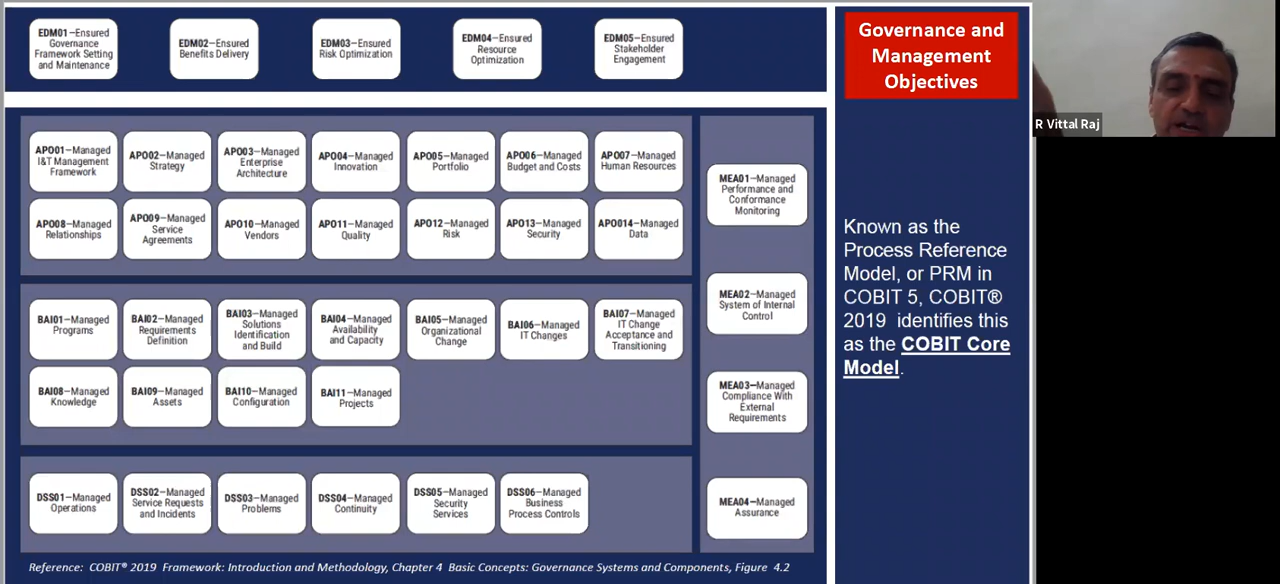 EDM01—Ensured
Governance
Framework Setting
and Maintenance
EDM02—Ensured
Benefits Delivery
EDM03—Ensured
Risk Optimization
EDM04—Ensured
Resource
Optimization
EDM05—Ensured
Stakeholder
Engagement
APO01—Managed
I&T Management
Framework
APO02—Managed
Strategy
APO03—Managed
Enterprise
Architecture
APO04—Managed
Innovation
APO05—Managed
Portfolio
APO06—Managed
Budget and Costs
APO07—Managed
Human Resources
APO08—Managed
Relationships
APO09—Managed
Service
Agreements
APO10—Managed
Vendors
APO11—Managed
Quality
APO12—Managed
Risk
APO13—Managed
Security
APO014—Managed
Data
BAI01—Managed
Programs
BAI02—Managed
Requirements
Definition
BAI03—Managed
Solutions
Identification
and Build
BAI04—Managed
Availability
and Capacity
BAI05—Managed
Organizational
Change
BAI06—Managed
IT Changes
BAI07—Managed
IT Change
Acceptance and
Transitioning
BAI08—Managed
Knowledge
BAI09—Managed
Assets
BAI10—Managed
Configuration
BAI11—Managed
Projects
DSS01—Managed
Operations
DSS02—Managed
Service Requests
and Incidents
DSS03—Managed
Problems
DSS04—Managed
Continuity
DSS05—Managed
Security
Services
DSS06—Managed
Business
Process Controls
MEA01—Managed
Performance and
Conformance
Monitoring
MEA02—Managed
System of Internal
Control
MEA03—Managed
Compliance With
External
Requirements
MEA04—Managed
Assurance
Reference: COBIT® 2019 Framework: Introduction and Methodology, Chapter 4 Basic Concepts: Governance Systems and Components, Figure 4.2
Governance and
Management
Objectives
Known as the
Process Reference
Model, or PRM in
COBIT 5, COBIT®
2019 identifies this
as the COBIT Core
Model.
R Vittal Raj